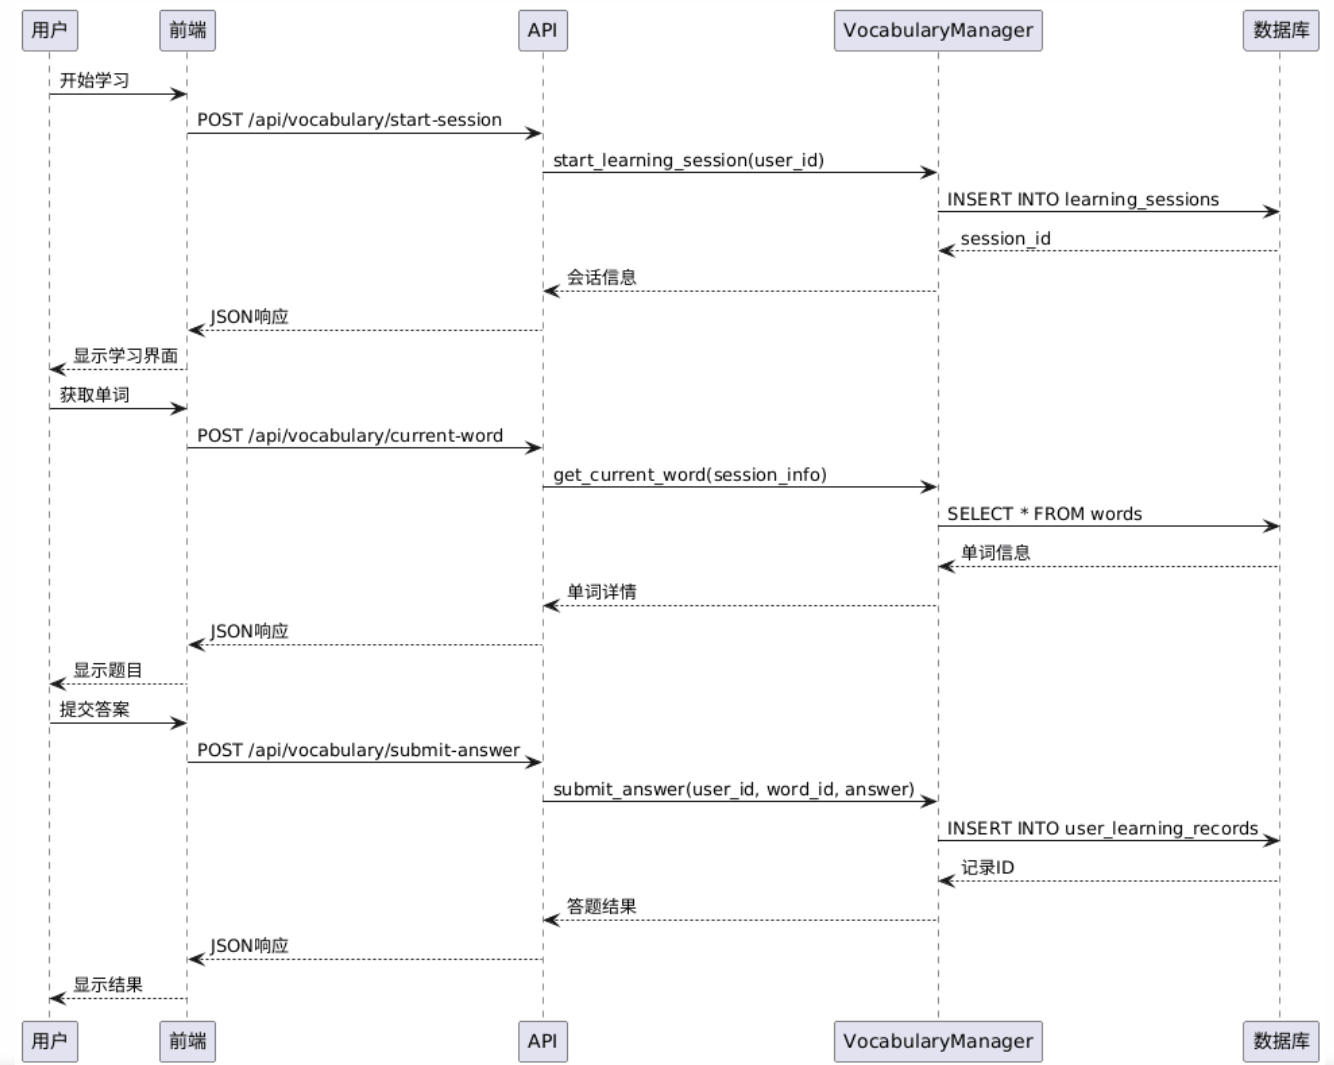 用户 前端 API VocabularyManager 数据库
开始学习
POST /api/vocabulary/start-session
start_learning_session(user_id)
INSERT INTO learning_sessions
session_id
会话信息
JSON响应
显示学习界面
获取单词
POST /api/vocabulary/current-word
get_current_word(session_info)
SELECT * FROM words
单词信息
单词详情
JSON响应
显示题目
提交答案
POST /api/vocabulary/submit-answer
submit_answer(user_id, word_id, answer)
INSERT INTO user_learning_records
记录ID
答题结果
JSON响应
显示结果
用户 前端 API VocabularyManager 数据库